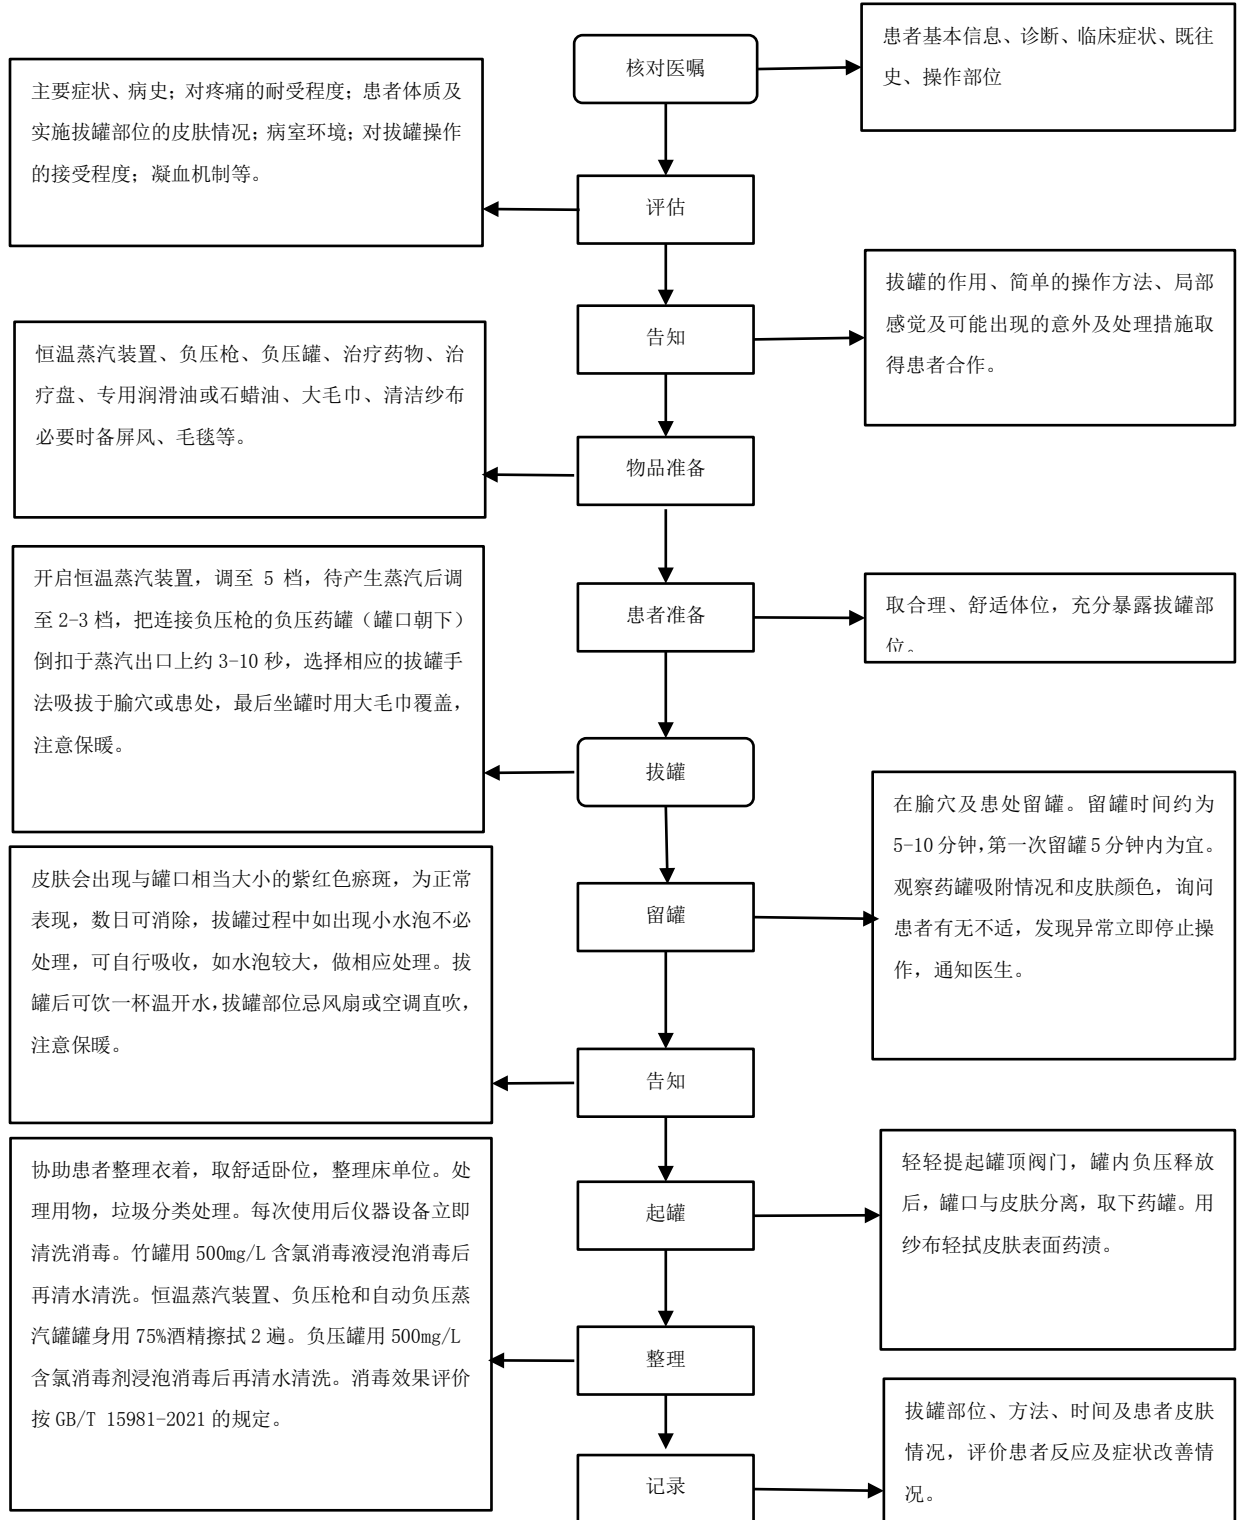 核对医嘱
患者基本信息、诊断、临床症状、既往
史、操作部位
主要症状、病史；对疼痛的耐受程度；患者体质及
实施拔罐部位的皮肤情况；病室环境；对拔罐操作
的接受程度；凝血机制等。
评估
告知
拔罐的作用、简单的操作方法、局部
感觉及可能出现的意外及处理措施取
得患者合作。
恒温蒸汽装置、负压枪、负压罐、治疗药物、治
疗盘、专用润滑油或石蜡油、大毛巾、清洁纱布
必要时备屏风、毛毯等。
物品准备
患者准备
取合理、舒适体位，充分暴露拔罐部
位。
开启恒温蒸汽装置，调至 5 档，待产生蒸汽后调
至 2-3 档，把连接负压枪的负压药罐（罐口朝下）
倒扣于蒸汽出口上约 3-10 秒，选择相应的拔罐手
法吸拔于腧穴或患处，最后坐罐时用大毛巾覆盖，
注意保暖。
拔罐
留罐
在腧穴及患处留罐。留罐时间约为
5-10 分钟，第一次留罐 5 分钟内为宜。
观察药罐吸附情况和皮肤颜色，询问
患者有无不适，发现异常立即停止操
作，通知医生。
皮肤会出现与罐口相当大小的紫红色瘀斑，为正常
表现，数日可消除，拔罐过程中如出现小水泡不必
处理，可自行吸收，如水泡较大，做相应处理。拔
罐后可饮一杯温开水，拔罐部位忌风扇或空调直吹，
注意保暖。
告知
起罐
轻轻提起罐顶阀门，罐内负压释放
后，罐口与皮肤分离，取下药罐。用
纱布轻拭皮肤表面药渍。
协助患者整理衣着，取舒适卧位，整理床单位。处
理用物，垃圾分类处理。每次使用后仪器设备立即
清洗消毒。竹罐用 500mg/L 含氯消毒液浸泡消毒后
再清水清洗。恒温蒸汽装置、负压枪和自动负压蒸
汽罐罐身用 75%酒精擦拭 2 遍。负压罐用 500mg/L
含氯消毒剂浸泡消毒后再清水清洗。消毒效果评价
按 GB/T 15981-2021 的规定。
整理
记录
拔罐部位、方法、时间及患者皮肤
情况，评价患者反应及症状改善情
况。